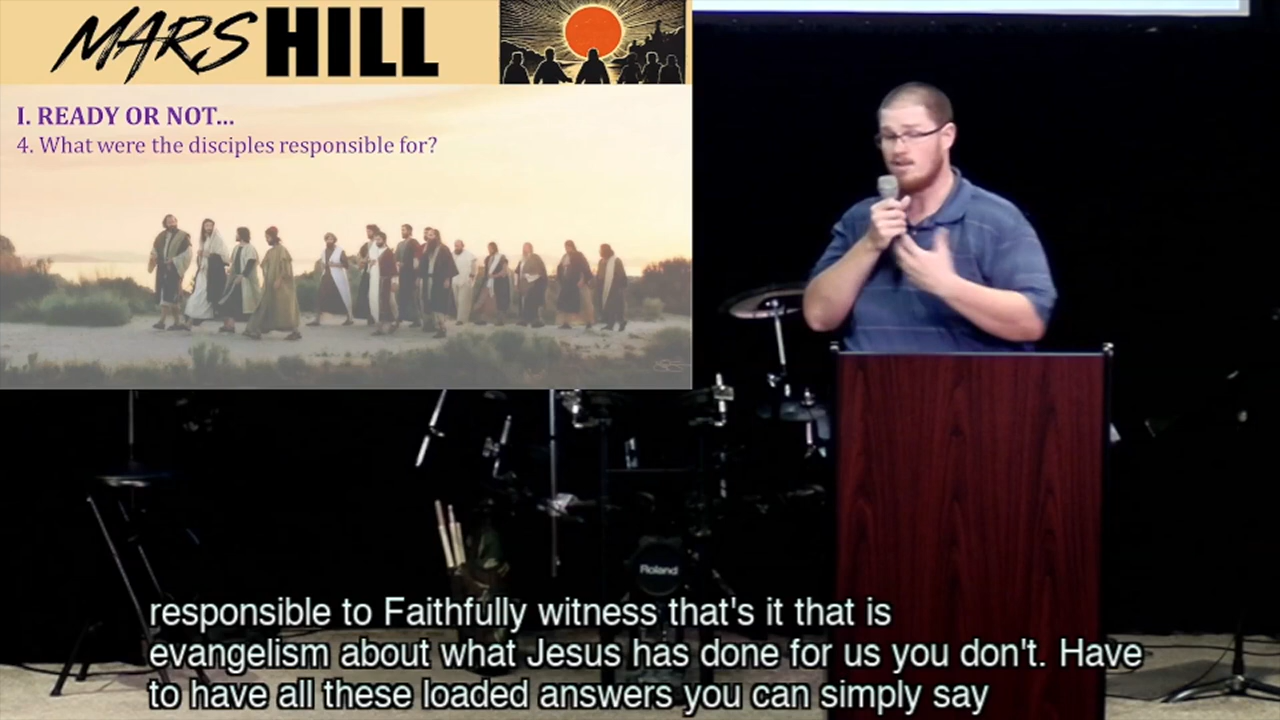 MARS HILL
I. READY OR NOT...
4. What were the disciples responsible for?
Roland
responsible to Faithfully witness that's it that is
evangelism about what Jesus has done for us you don't. Have
to have all these loaded answers you can simply say